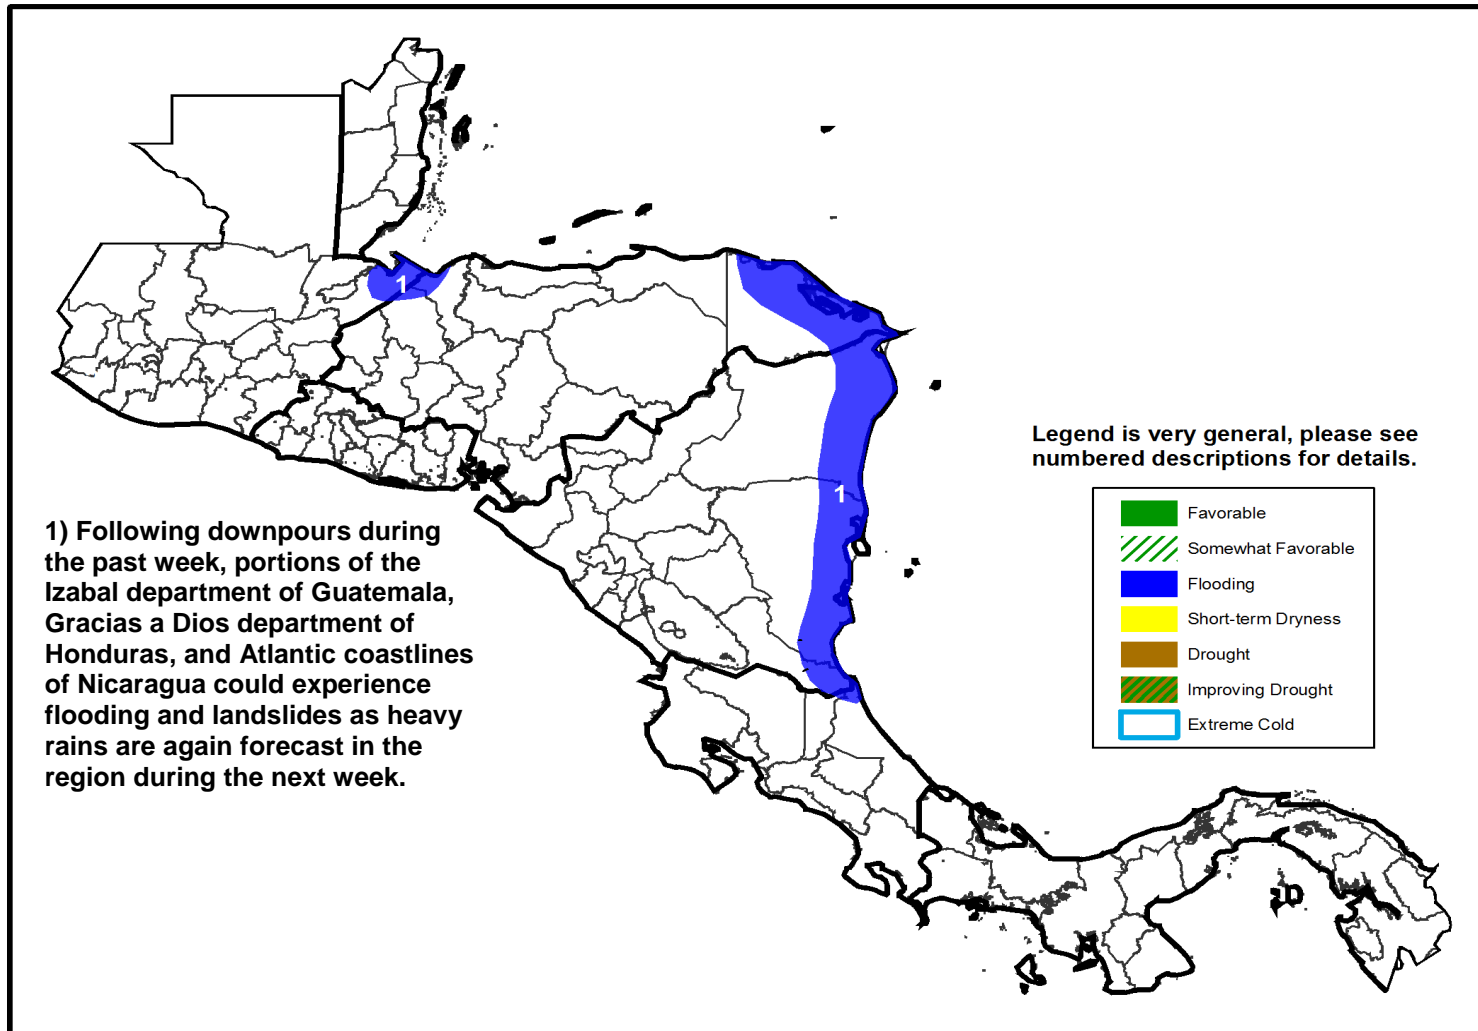 1
1
Legend is very general, please see
numbered descriptions for details.
Favorable
Somewhat Favorable
Flooding
Short-term Dryness
Drought
Improving Drought
Extreme Cold
1) Following downpours during
the past week, portions of the
Izabal department of Guatemala,
Gracias a Dios department of
Honduras, and Atlantic coastlines
of Nicaragua could experience
flooding and landslides as heavy
rains are again forecast in the
region during the next week.